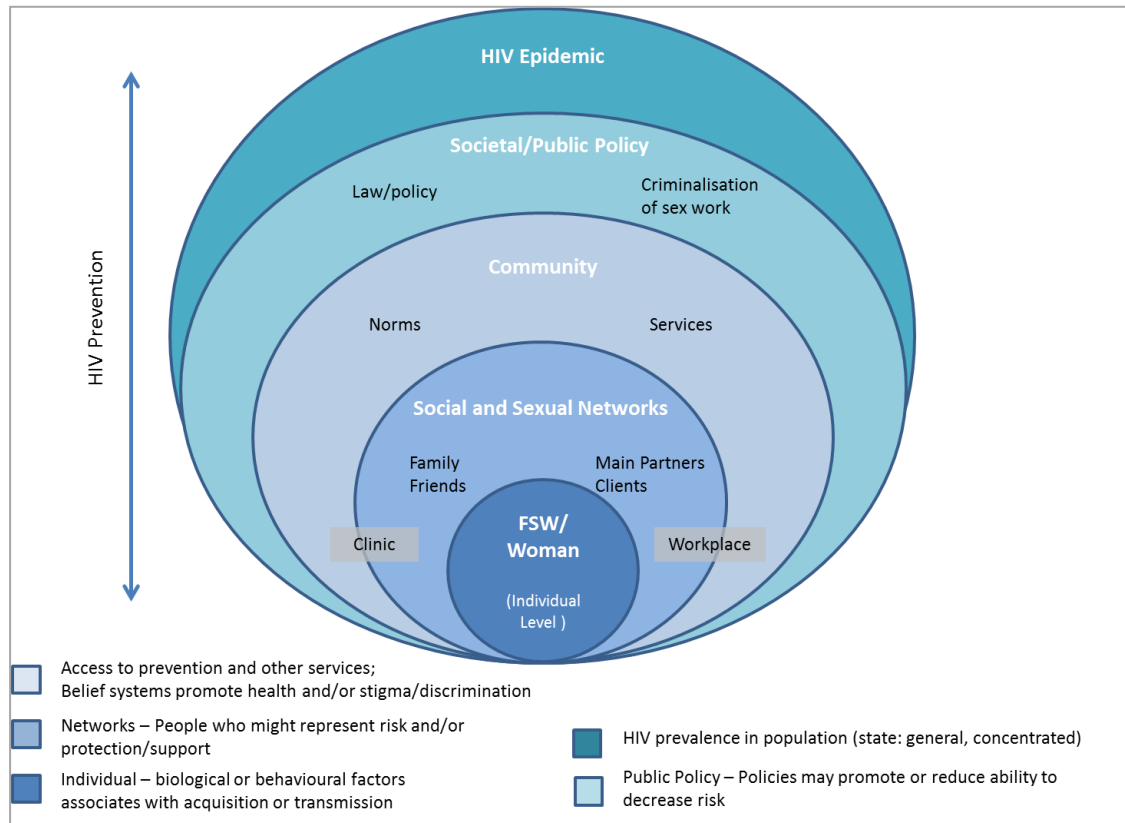 HIV Epidemic
Societal/Public Policy
Law/policy
Criminalisation
of sex work
Community
Norms
Services
HIV Prevention
Social and Sexual Networks
Family
Friends
Main Partners
Clients
FSW/
Woman
Clinic
Workplace
(Individual
Level )
Access to prevention and other services;
Belief systems promote health and/or stigma/discrimination
Networks – People who might represent risk and/or
protection/support
Individual – biological or behavioural factors
associates with acquisition or transmission
HIV prevalence in population (state: general, concentrated)
Public Policy – Policies may promote or reduce ability to
decrease risk